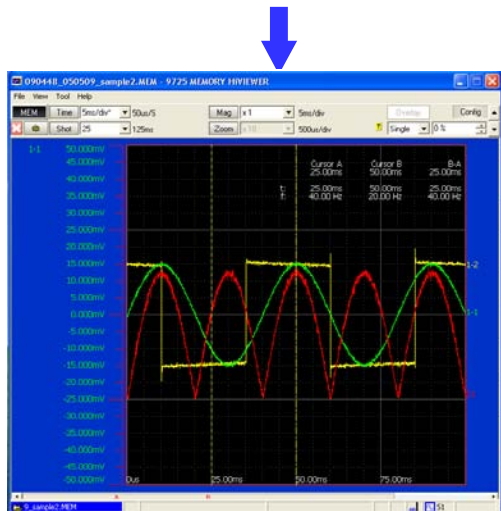 090448_050509_sample2.MEM - 9725 MEMORY HiVIEWER
File View Tool Help
MEM Time 5ms/div* 50us/S Mag x 1 5ms/div Overlay Config
Shot 25 125ms Zoom x 10 500us/div Single 0 %
1-1 50.000mV
45.000mV
40.000mV
35.000mV
30.000mV
25.000mV
20.000mV
15.000mV
10.000mV
5.000mV
0.000mV
-5.000mV
-10.000mV
-15.000mV
-20.000mV
-25.000mV
-30.000mV
-25.000mV
-40.000mV
-45.000mV
-50.000mV
Cursor A Cursor B B-A
25.00ms 50.00ms 25.00ms
t: 25.00ms 50.00ms 25.00ms
f: 40.00 Hz 20.00 Hz 40.00 Hz
1-2
1-1
0us 25.00ms 50.00ms 75.00ms
9_sample2.MEM S1